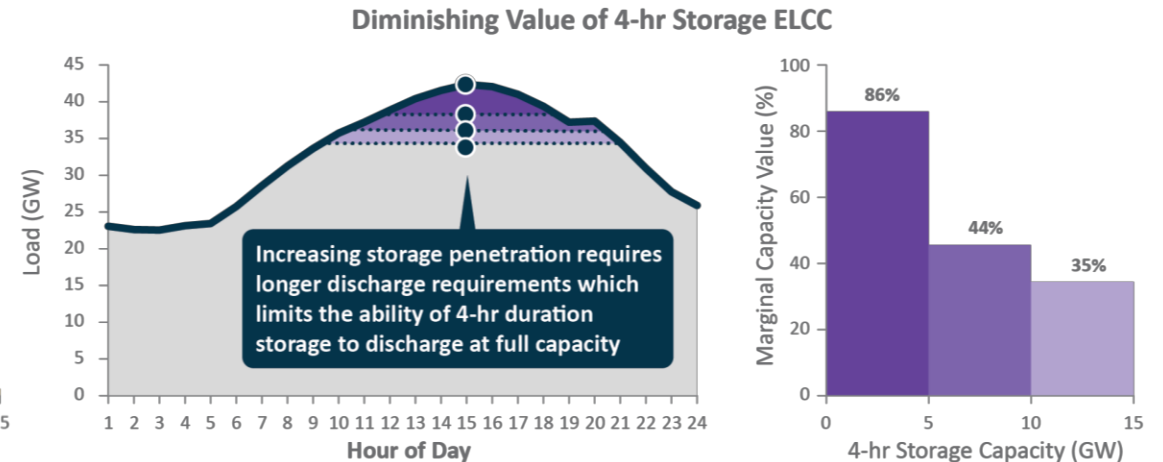 Diminishing Value of 4-hr Storage ELCC
Load (GW)
45
40
35
30
25
20
15
10
5
0
Increasing storage penetration requires
longer discharge requirements which
limits the ability of 4-hr duration
storage to discharge at full capacity
1 2 3 4 5 6 7 8 9 10 11 12 13 14 15 16 17 18 19 20 21 22 23 24
Hour of Day
5
Marginal Capacity Value (%)
100
80
60
40
20
0
86%
44%
35%
0 5 10 15
4-hr Storage Capacity (GW)